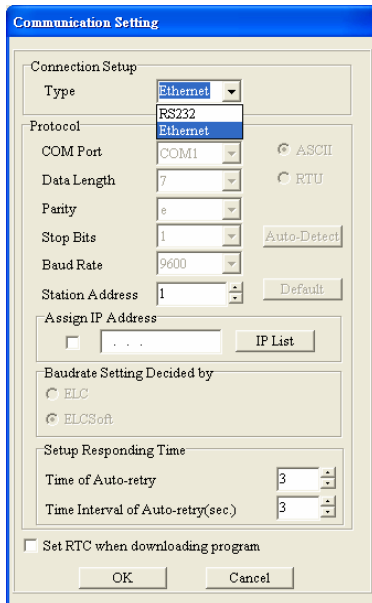 Communication Setting
Connection Setup
Type Ethernet
RS232
Ethernet
Protocol
COM Port COM1 ASCII
Data Length 7 RTU
Parity e
Stop Bits 1 Auto-Detect
Baud Rate 9600
Station Address 1 Default
Assign IP Address
. . . IP List
Baudrate Setting Decided by
ELC
ELCSoft
Setup Responding Time
Time of Auto-retry 3
Time Interval of Auto-retry(sec.) 3
Set RTC when downloading program
OK Cancel